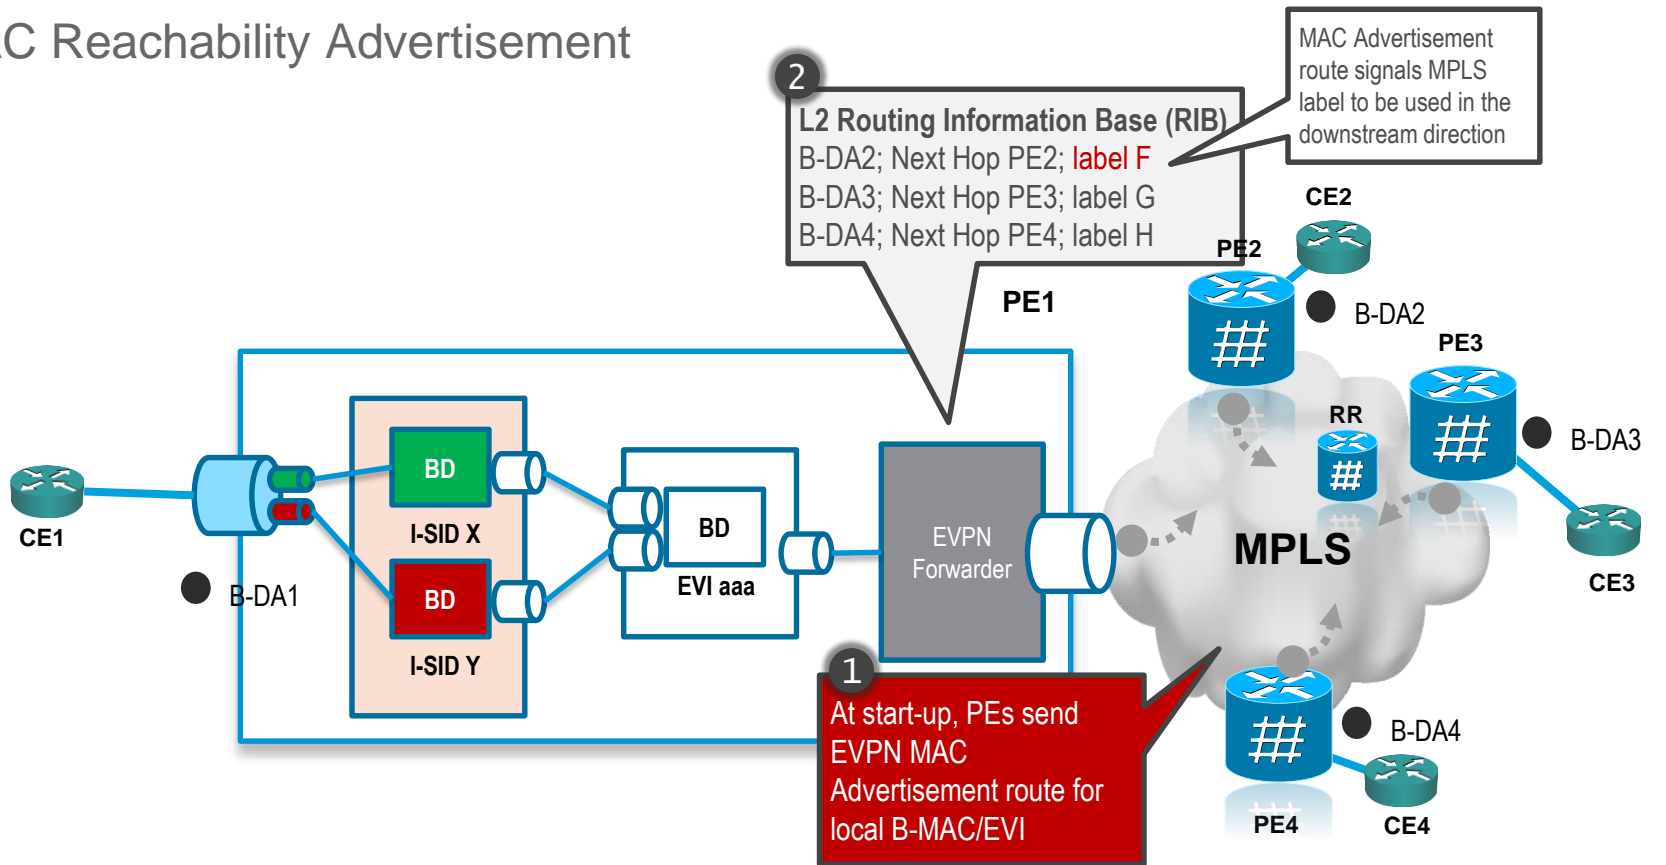 AC Reachability Advertisement
MAC Advertisement
route signals MPLS
label to be used in the
downstream direction
2
L2 Routing Information Base (RIB)
B-DA2; Next Hop PE2; label F
B-DA3; Next Hop PE3; label G
B-DA4; Next Hop PE4; label H
CE2
PE2
PE1
B-DA2
PE3
RR
B-DA3
BD
I-SID X
BD
EVI aaa
EVPN
Forwarder
MPLS
CE1
CE3
B-DA1
BD
I-SID Y
1
At start-up, PEs send
EVPN MAC
Advertisement route for
local B-MAC/EVI
B-DA4
PE4
CE4